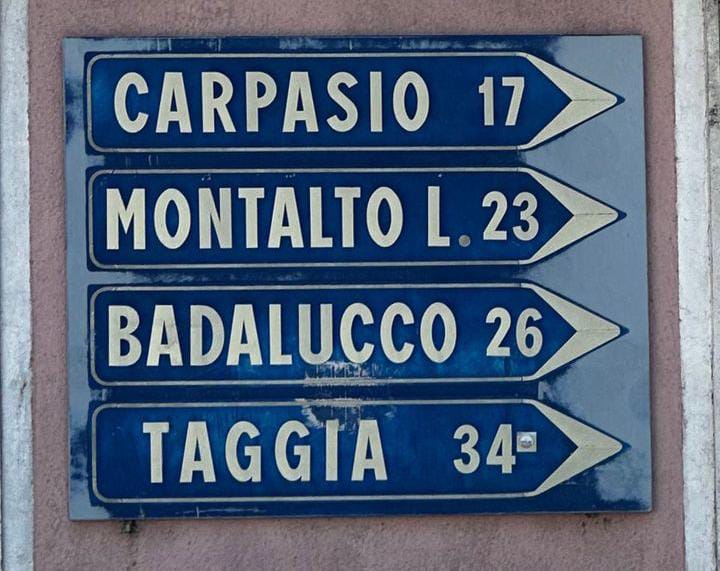 CARPASIO 17
MONTALTO L. 23
BADALUCCO 26
TAGGIA 34